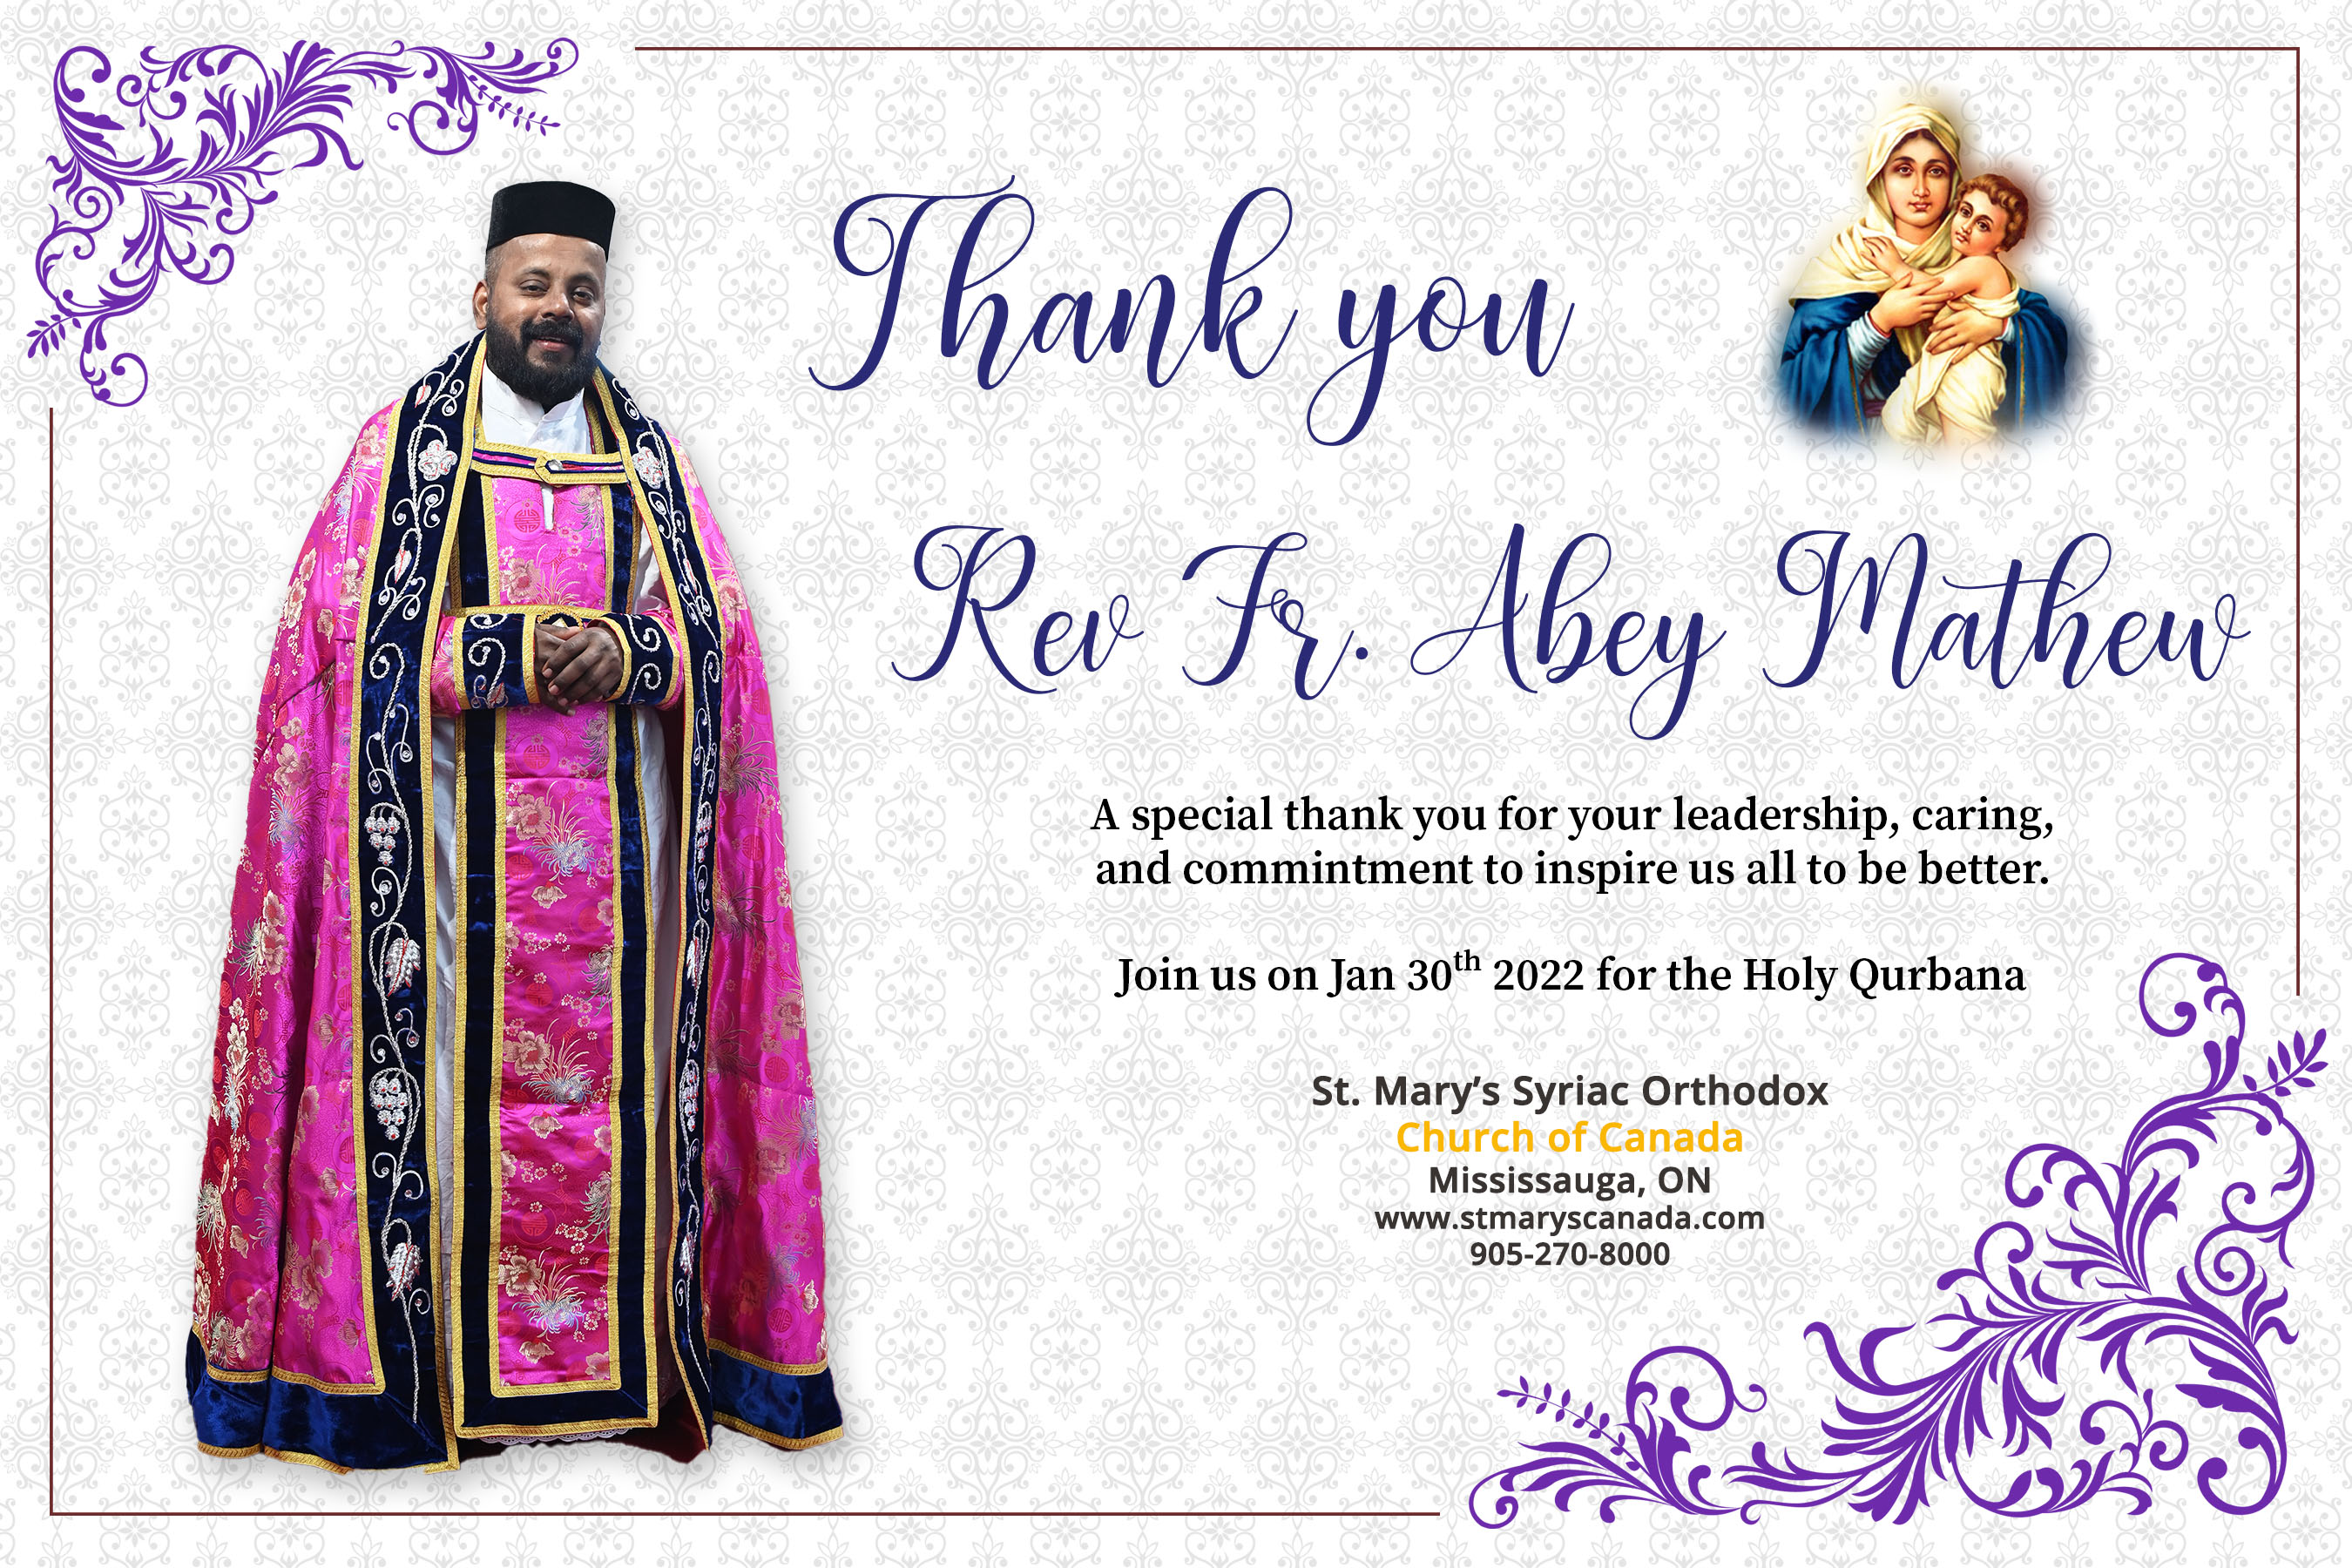 Thank you
Rev Fr. Abey Mathew
A special thank you for your leadership, caring,
and commintment to inspire us all to be better.
Join us on Jan 30th 2022 for the Holy Qurbana
St. Mary’s Syriac Orthodox
Church of Canada
Mississauga, ON
www.stmaryscanada.com
905-270-8000